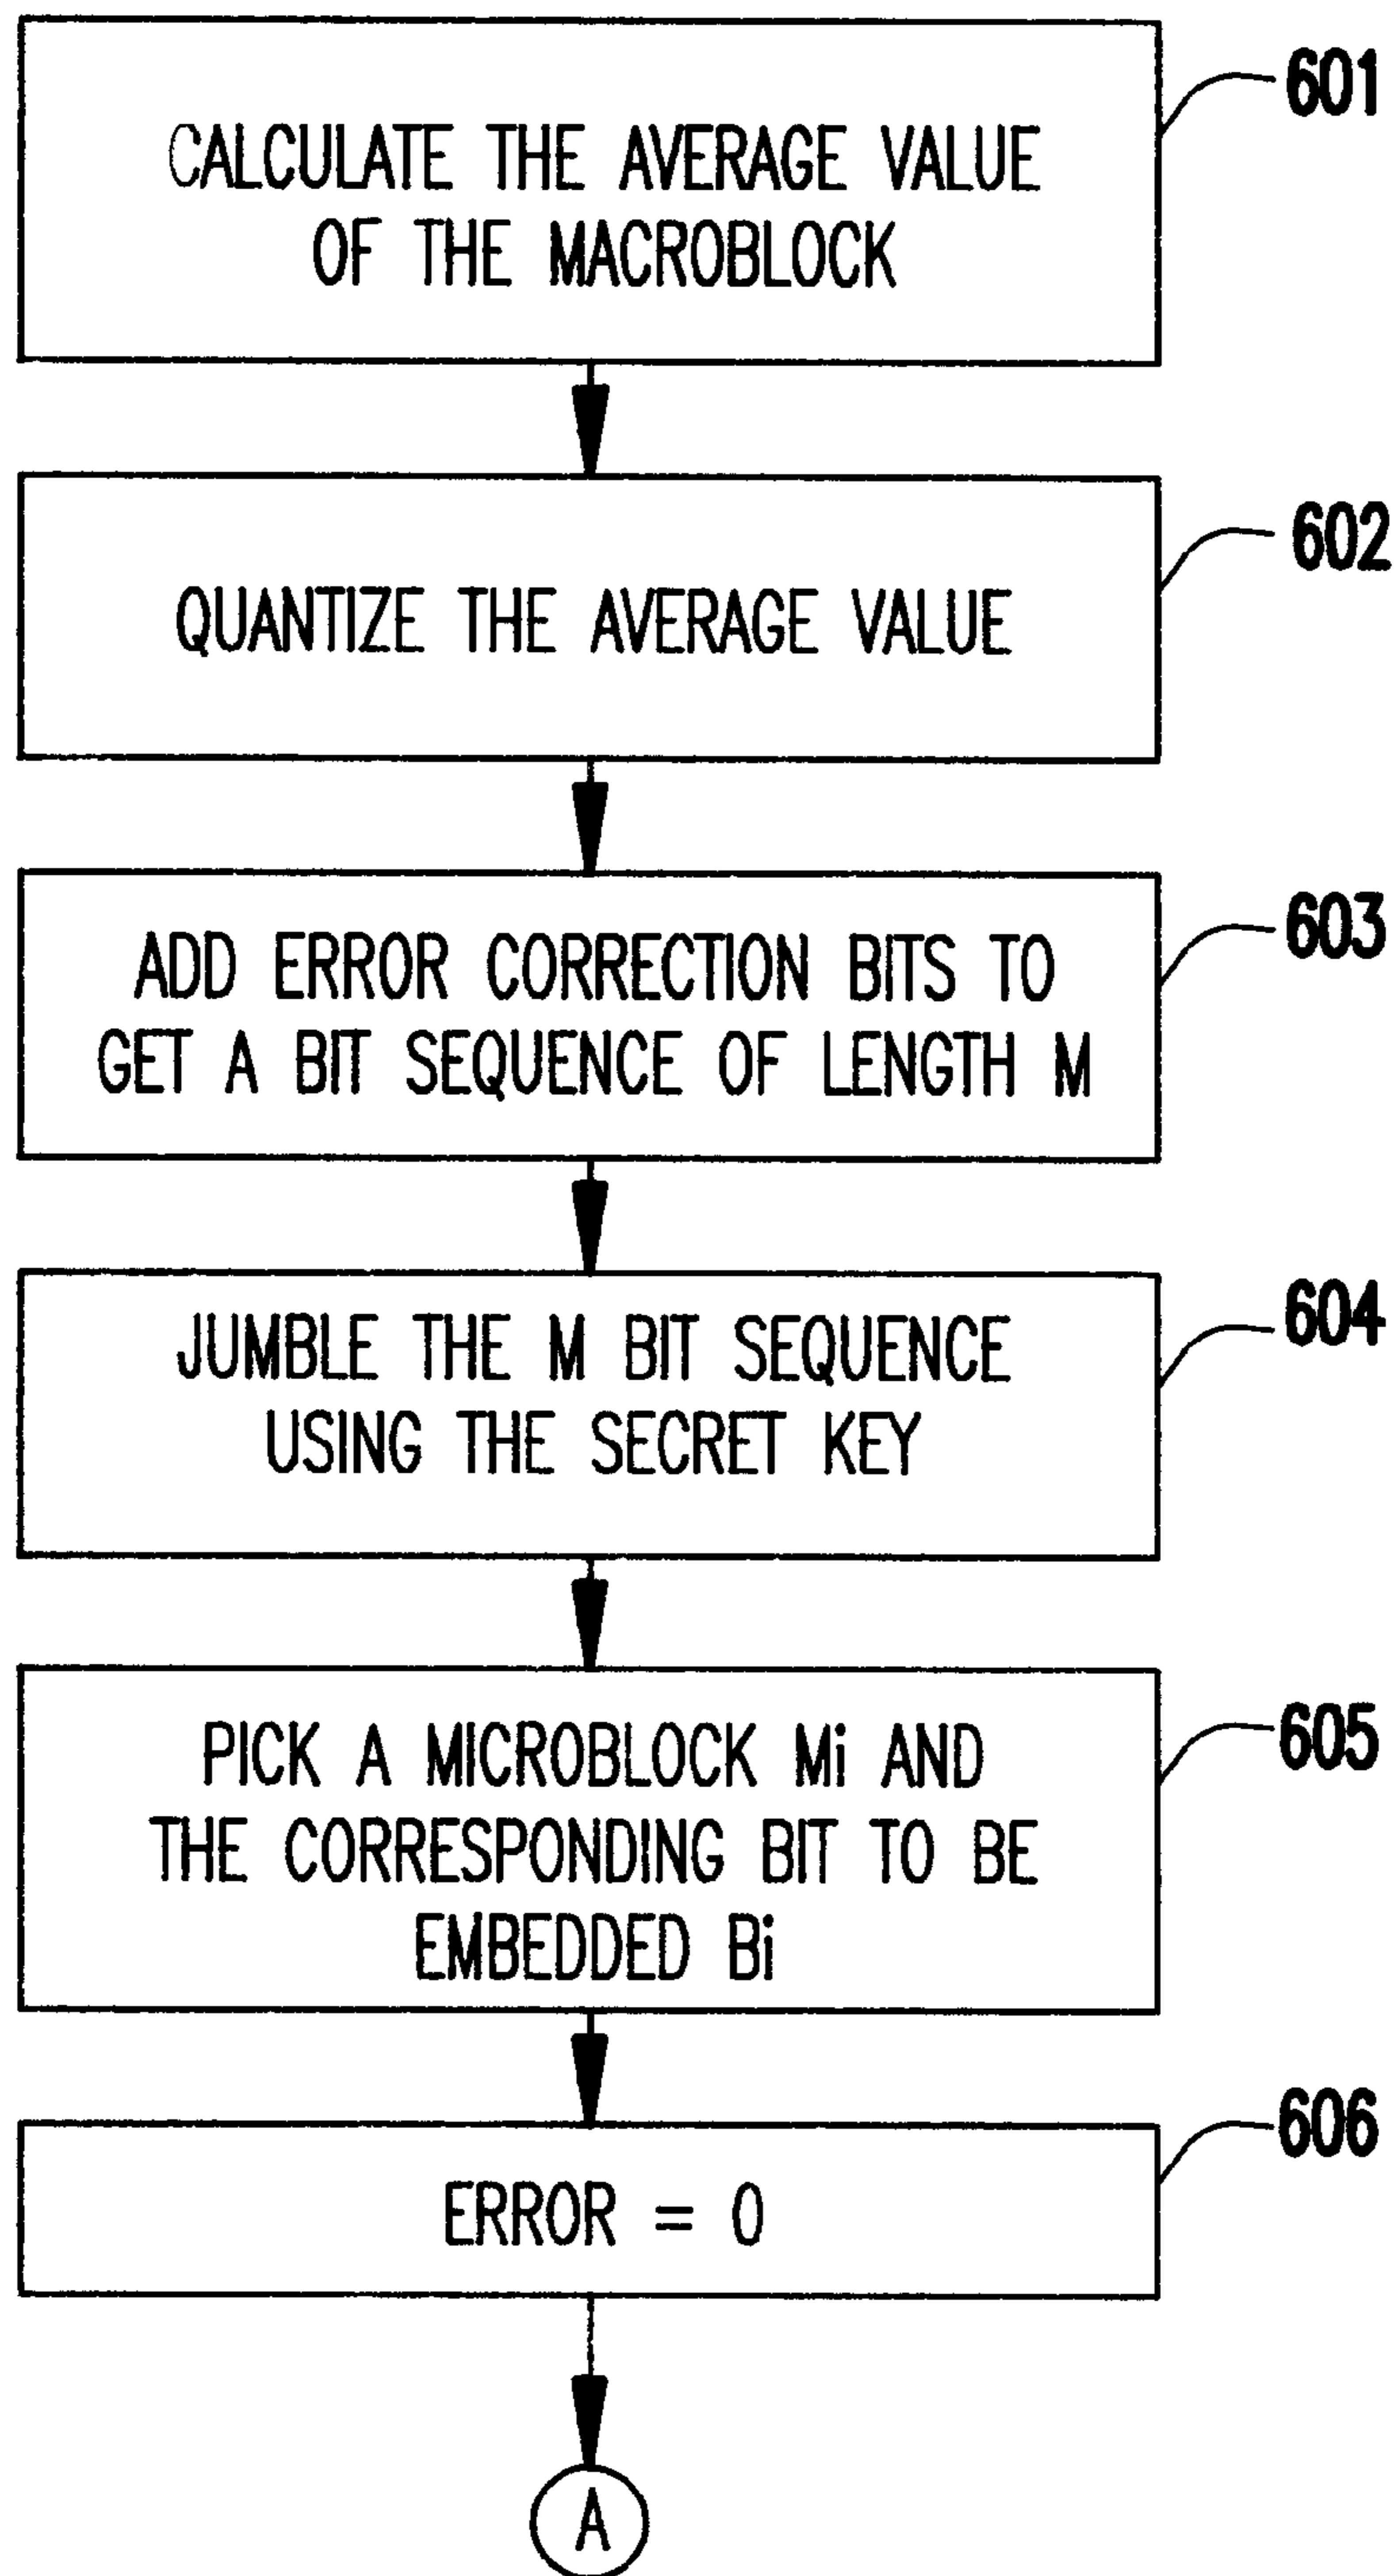 CALCULATE THE AVERAGE VALUE
OF THE MACROBLOCK
601
QUANTIZE THE AVERAGE VALUE
602
ADD ERROR CORRECTION BITS TO
GET A BIT SEQUENCE OF LENGTH M
603
JUMBLE THE M BIT SEQUENCE
USING THE SECRET KEY
604
PICK A MICROBLOCK Mi AND
THE CORRESPONDING BIT TO BE
EMBEDDED Bi
605
ERROR = 0
606
A